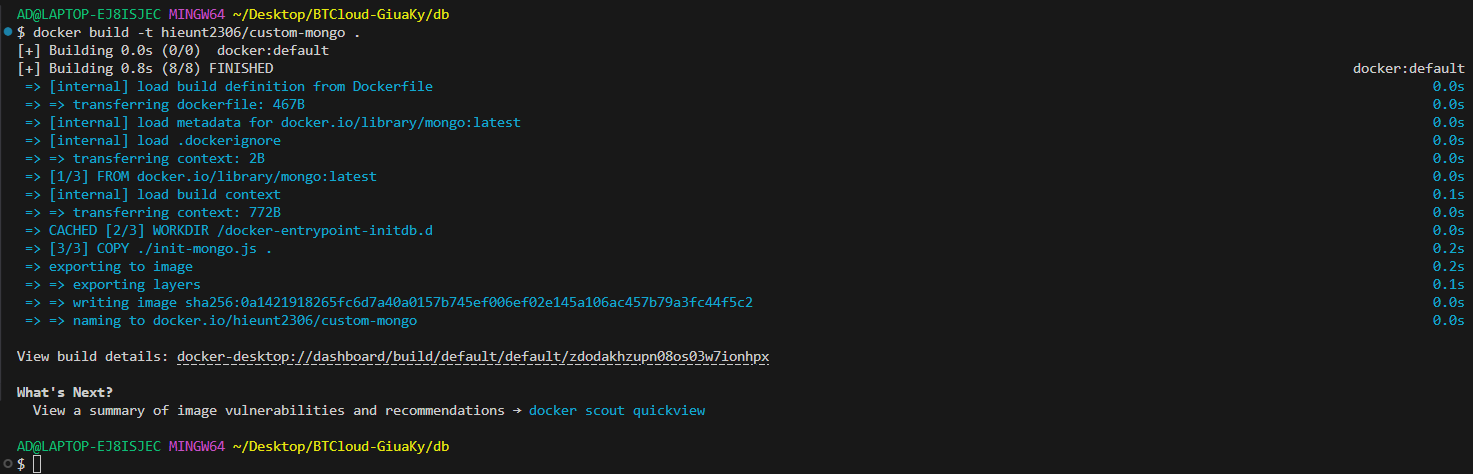 AD@LAPTOP-EJ8ISJEC MINGW64 ~/Desktop/BTCloud-GiuaKy/db
$ docker build -t hieunt2306/custom-mongo .
[+] Building 0.0s (0/0)  docker:default
[+] Building 0.8s (8/8) FINISHED docker:default
=> [internal] load build definition from Dockerfile 0.0s
=> => transferring dockerfile: 467B 0.0s
=> [internal] load metadata for docker.io/library/mongo:latest 0.0s
=> [internal] load .dockerignore 0.0s
=> => transferring context: 2B 0.0s
=> [1/3] FROM docker.io/library/mongo:latest 0.0s
=> [internal] load build context 0.1s
=> => transferring context: 772B 0.0s
=> CACHED [2/3] WORKDIR /docker-entrypoint-initdb.d 0.0s
=> [3/3] COPY ./init-mongo.js . 0.2s
=> exporting to image 0.2s
=> => exporting layers 0.1s
=> => writing image sha256:0a1421918265fc6d7a40a0157b745ef006ef02e145a106ac457b79a3fc44f5c2 0.0s
=> => naming to docker.io/hieunt2306/custom-mongo 0.0s
View build details: docker-desktop://dashboard/build/default/default/zdodakhzupn08os03w7ionhpx
What's Next?
View a summary of image vulnerabilities and recommendations → docker scout quickview
AD@LAPTOP-EJ8ISJEC MINGW64 ~/Desktop/BTCloud-GiuaKy/db
$